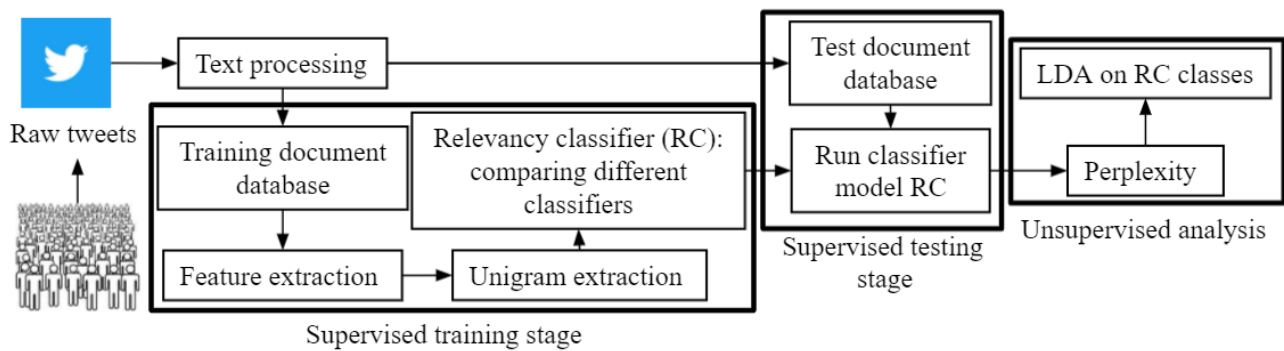 Raw tweets
Text processing
Training document
database
Feature extraction
Unigram extraction
Relevancy classifier (RC):
comparing different
classifiers
Supervised training stage
Test document
database
Run classifier
model RC
Supervised testing
stage
LDA on RC classes
Perplexity
Unsupervised analysis